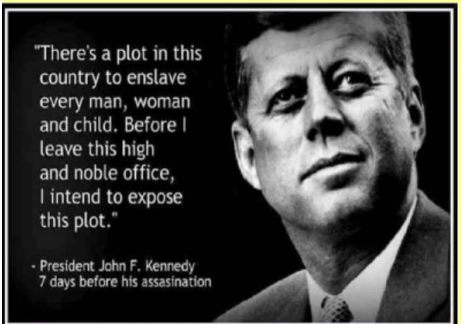 "There's a plot in this
country to enslave
every man, woman
and child. Before I
leave this high
and noble office,
I intend to expose
this plot."
- President John F. Kennedy
7 days before his assasination